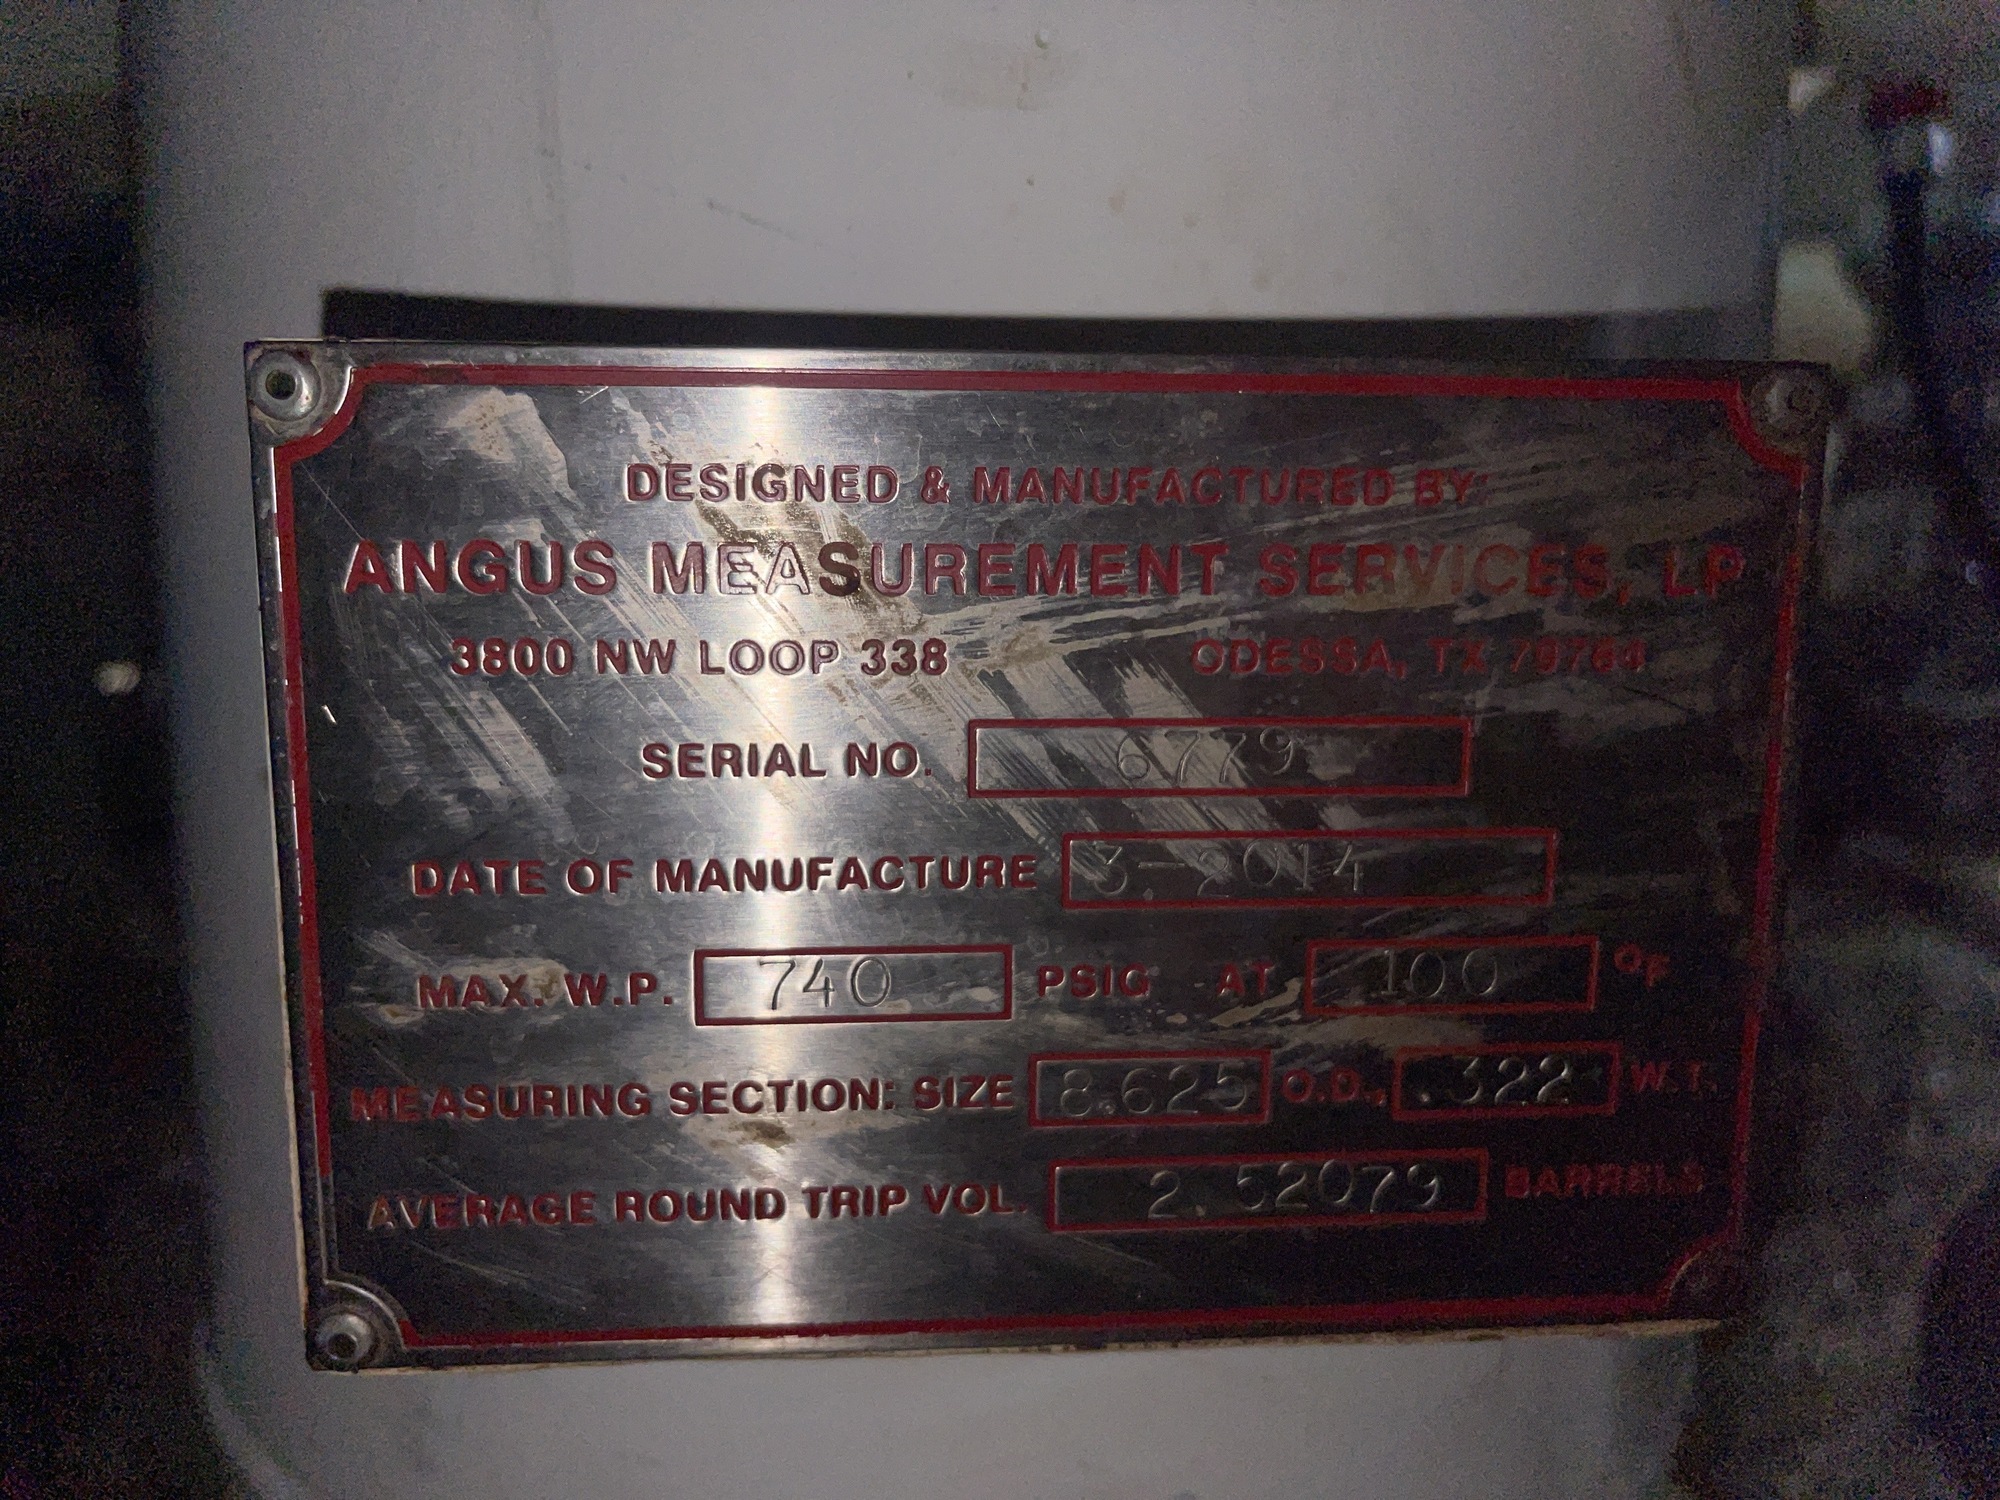 DESIGNED & MANUFACTURED BY:
ANGUS MEASUREMENT SERVICES, LP
3800 NW LOOP 338 ODESSA, TX 79764
SERIAL NO. 6779
DATE OF MANUFACTURE 3-2014
MAX. W.P. 740 PSIG AT 100 °F
MEASURING SECTION: SIZE 8.625 O.D., .322 W.T.
AVERAGE ROUND TRIP VOL. 2.52079 BARRELS